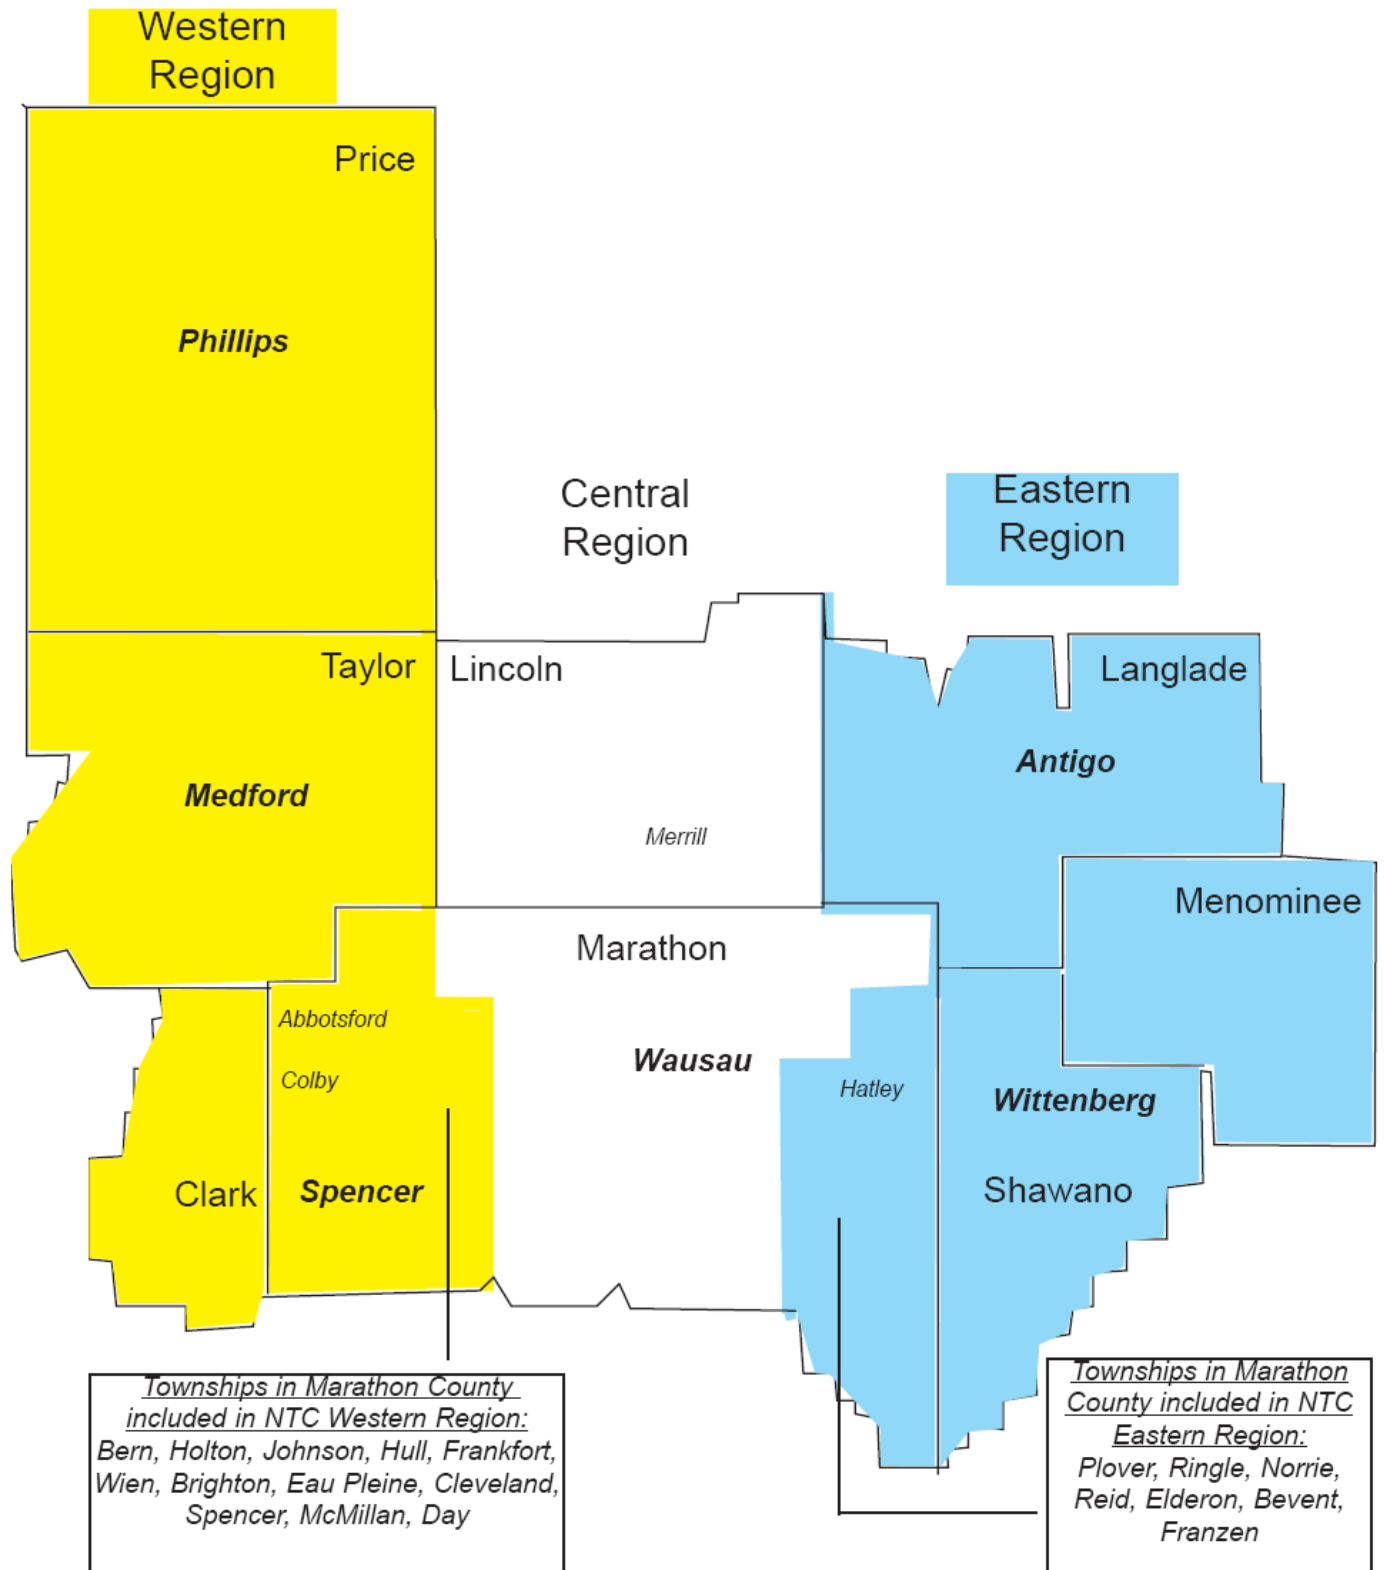 Western
Region
Price
Phillips
Central
Region
Eastern
Region
Taylor
Lincoln
Langlade
Antigo
Medford
Merrill
Menominee
Marathon
Abbotsford
Wausau
Colby
Hatley
Wittenberg
Clark
Spencer
Shawano
Townships in Marathon County
included in NTC Western Region:
Bern, Holton, Johnson, Hull, Frankfort,
Wien, Brighton, Eau Pleine, Cleveland,
Spencer, McMillan, Day
Townships in Marathon
County included in NTC
Eastern Region:
Plover, Ringle, Norrie,
Reid, Elderon, Bevent,
Franzen